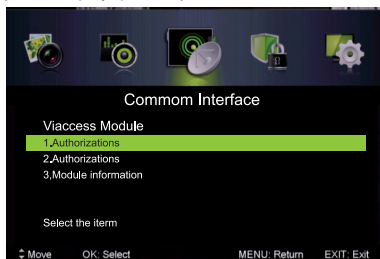 Commom Interface
Viaccess Module
1.Authorizations
2.Authorizations
3,Module information
Select the iterm
Move OK: Select MENU: Return EXIT: Exit